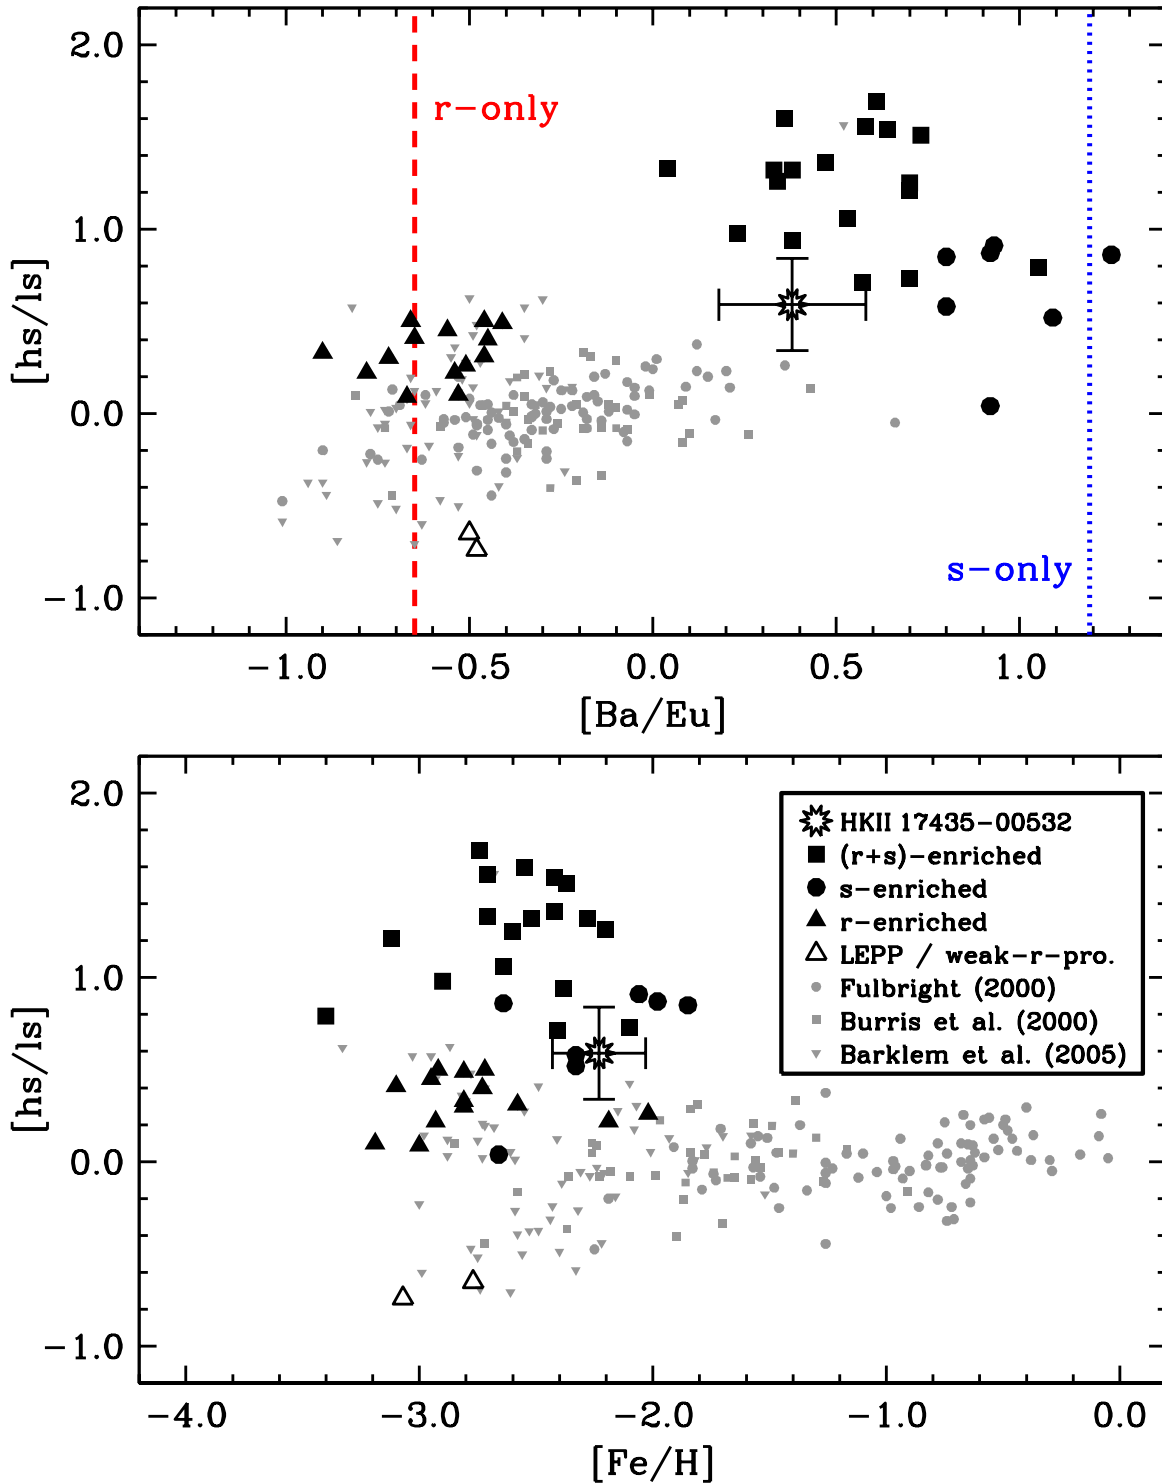 2.0
1.0
0.0
−1.0
[hs/ls]
r−only
s−only
−1.0 −0.5 0.0 0.5 1.0
[Ba/Eu]
2.0
1.0
0.0
−1.0
[hs/ls]
HKII 17435−00532
(r+s)−enriched
s−enriched
r−enriched
LEPP / weak−r−pro.
Fulbright (2000)
Burris et al. (2000)
Barklem et al. (2005)
−4.0 −3.0 −2.0 −1.0 0.0
[Fe/H]